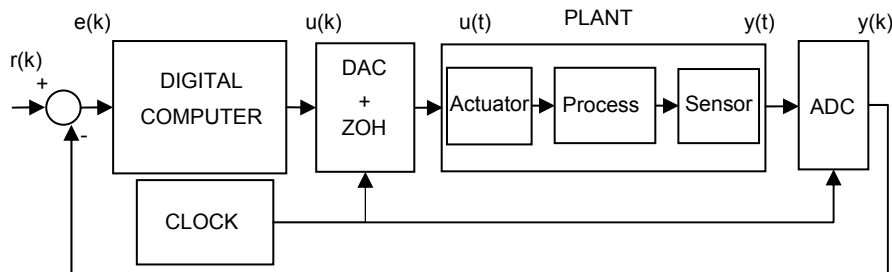 e(k) u(k) u(t) PLANT y(t) y(k)
r(k)
+
-
DIGITAL
COMPUTER
DAC
+
ZOH
Actuator
Process
Sensor
ADC
CLOCK